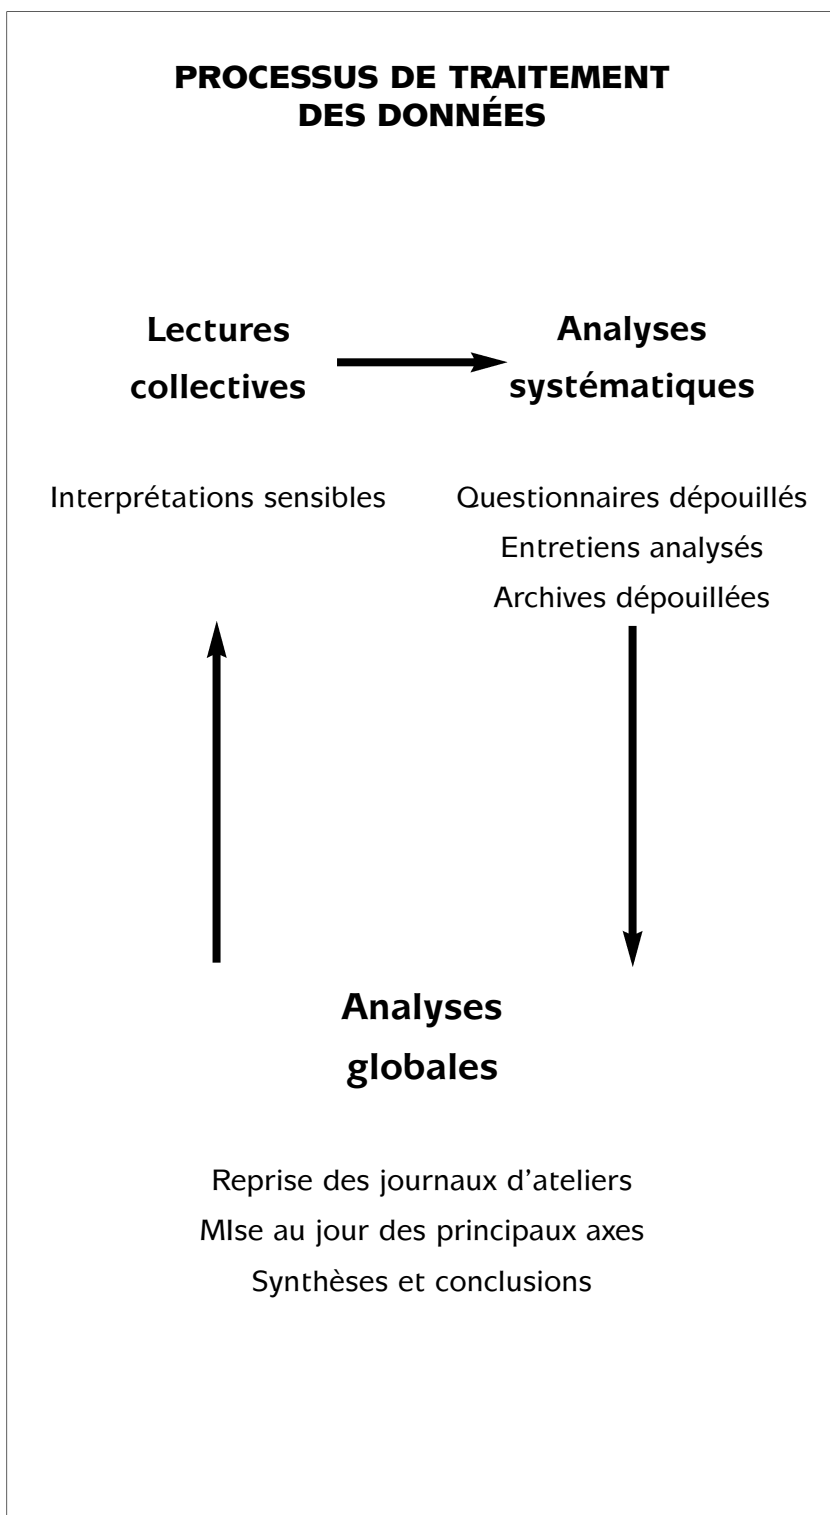 PROCESSUS DE TRAITEMENT
DES DONNÉES
Lectures
collectives
Interprétations sensibles
Analyses
systématiques
Questionnaires dépouillés
Entretiens analysés
Archives dépouillées
Analyses
globales
Reprise des journaux d’ateliers
MIse au jour des principaux axes
Synthèses et conclusions